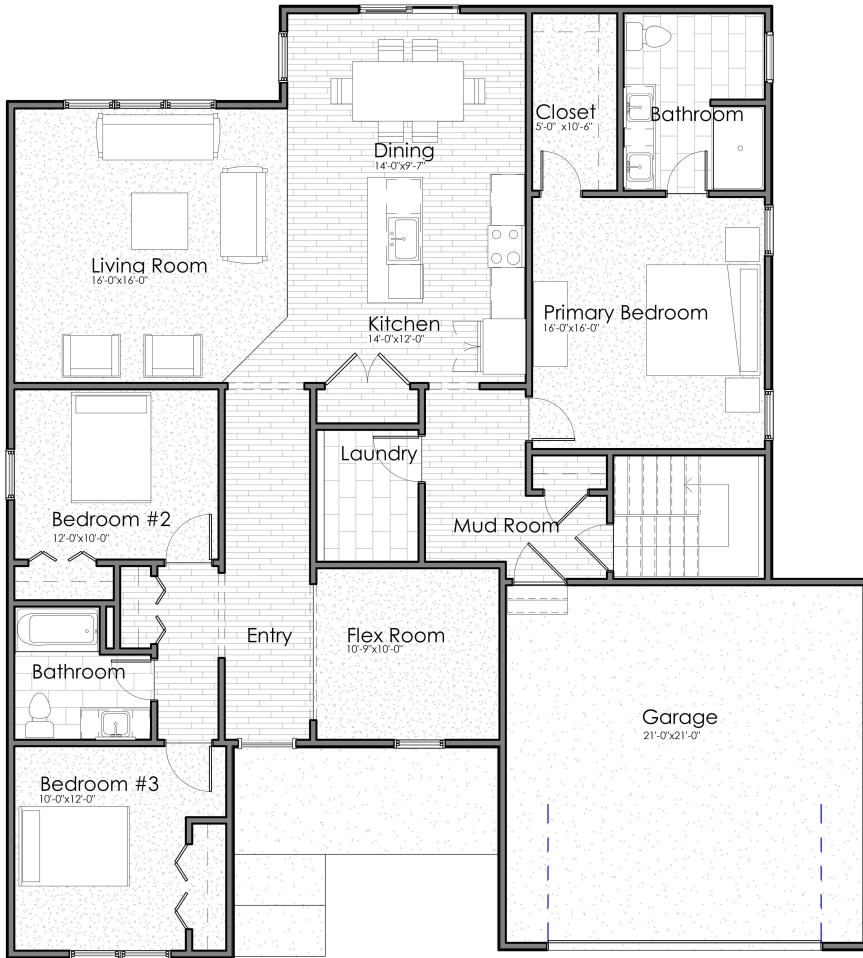 Closet
5'-0" x10'-6"
Bathroom
Dining
14'-0"x9'-7"
Living Room
16'-0"x16'-0"
Kitchen
14'-0"x12'-0"
Primary Bedroom
16'-0"x16'-0"
Laundry
Bedroom #2
12'-0"x10'-0"
Mud Room
Entry
Flex Room
10'-9"x10'-0"
Bathroom
Garage
21'-0"x21'-0"
Bedroom #3
10'-0"x12'-0"